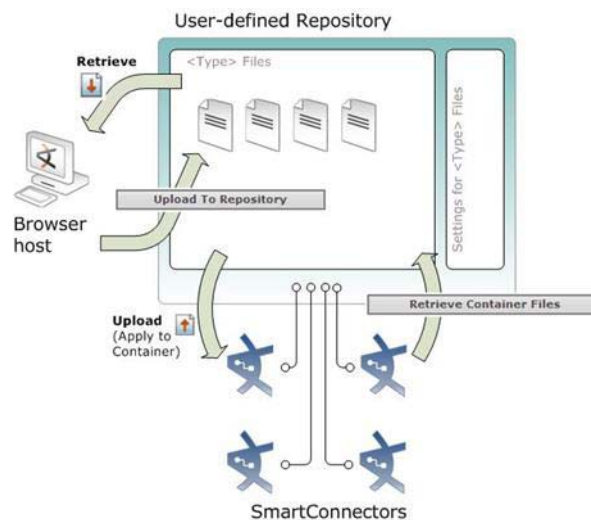 User-defined Repository
Retrieve
<Type> Files
Settings for <Type> Files
Upload To Repository
Browser
host
Retrieve Container Files
Upload
(Apply to
Container)
SmartConnectors